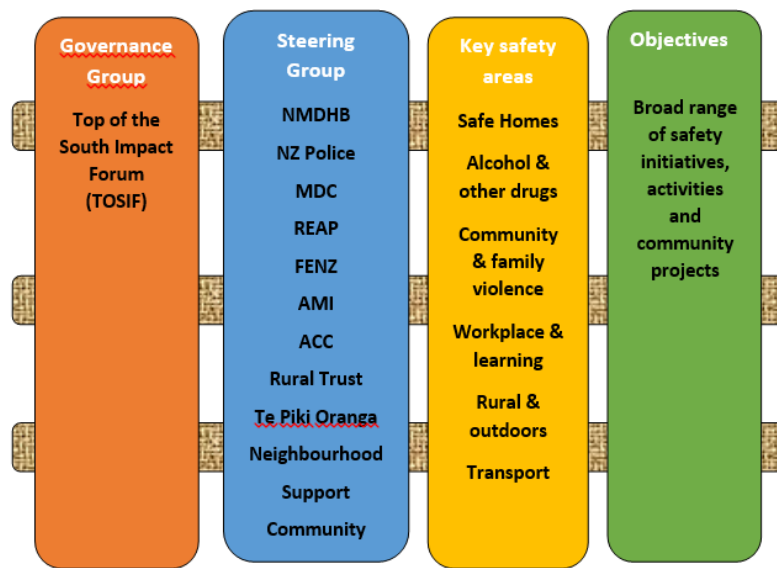 Governance
Group
Top of the
South Impact
Forum
(TOSIF)
Steering
Group
NMDHB
NZ Police
MDC
REAP
FENZ
AMI
ACC
Rural Trust
Te Piki Oranga
Neighbourhood
Support
Community
Key safety
areas
Safe Homes
Alcohol &
other drugs
Community
& family
violence
Workplace &
learning
Rural &
outdoors
Transport
Objectives
Broad range
of safety
initiatives,
activities
and
community
projects